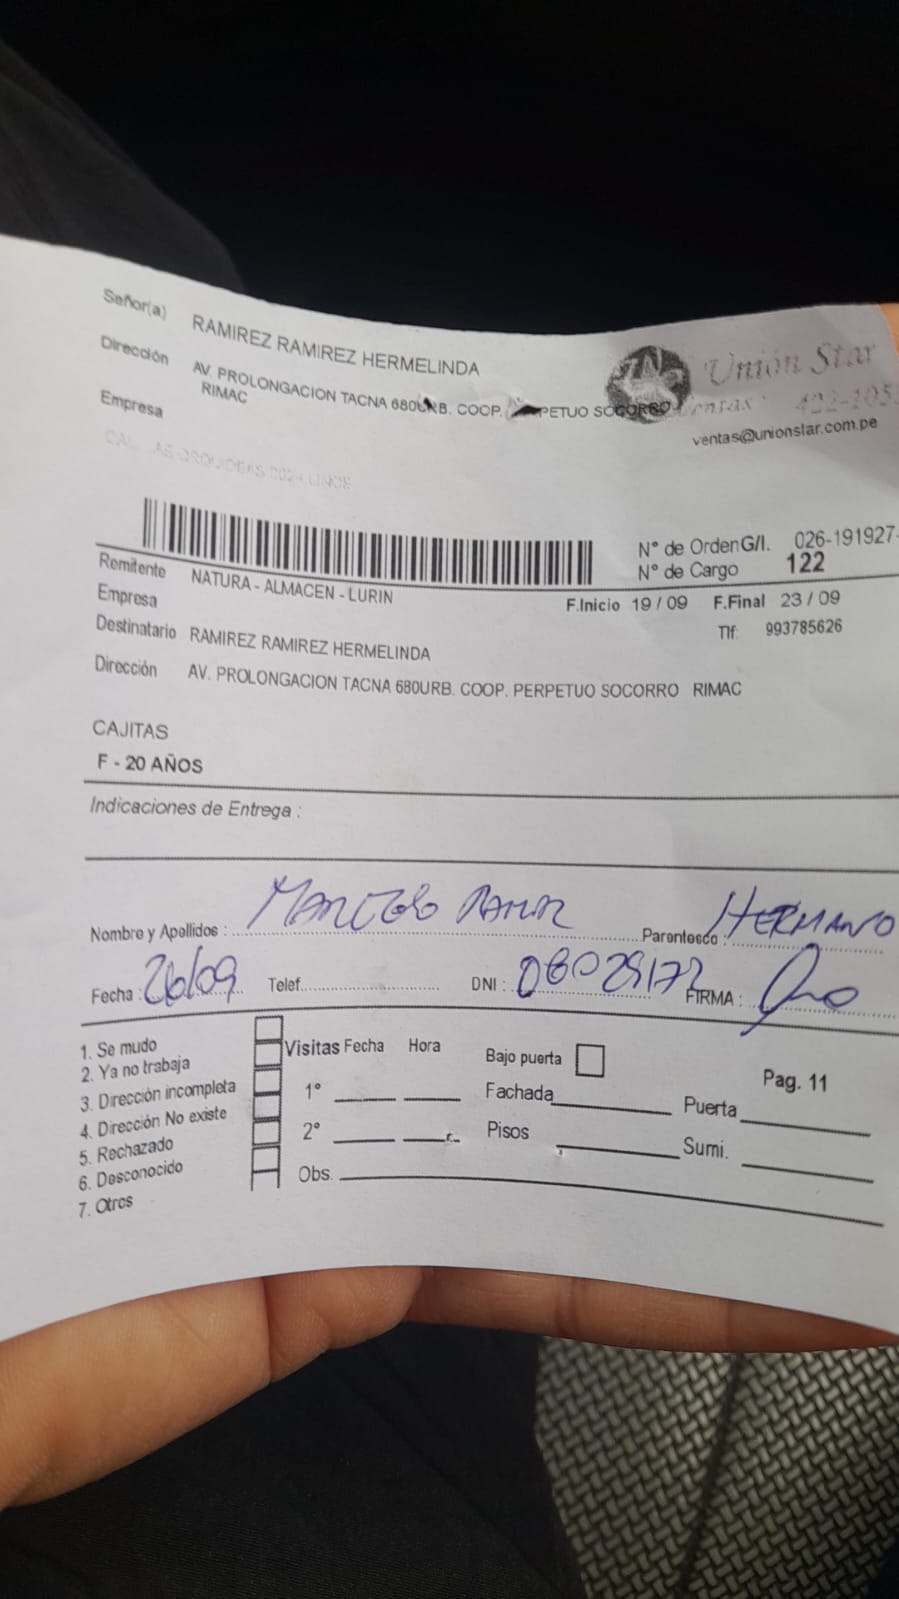 Señor(a) RAMIREZ RAMIREZ HERMELINDA
Unión Star
Dirección AV. PROLONGACION TACNA 680URB. COOP. PETUO SOCORRO
RIMAC
ventas@unionstar.com.pe
Empresa
N° de Orden G/I. 026-191927-
N° de Cargo 122
Remitente NATURA - ALMACEN - LURIN
F.Inicio 19 / 09 F.Final 23 / 09
Empresa
Tlf: 993785626
Destinatario RAMIREZ RAMIREZ HERMELINDA
Dirección AV. PROLONGACION TACNA 680URB. COOP. PERPETUO SOCORRO RIMAC
CAJITAS
F - 20 AÑOS
Indicaciones de Entrega :
Nombre y Apellidos : Parentesco : HERMANO
Fecha : 26/09 Telef. DNI : FIRMA :
1. Se mudo
2. Ya no trabaja
3. Dirección incompleta
4. Dirección No existe
5. Rechazado
6. Desconocido
7. Otros
Visitas Fecha Hora
1°
2°
Obs.
Bajo puerta
Fachada
Pisos
Pag. 11
Puerta
Sumi.